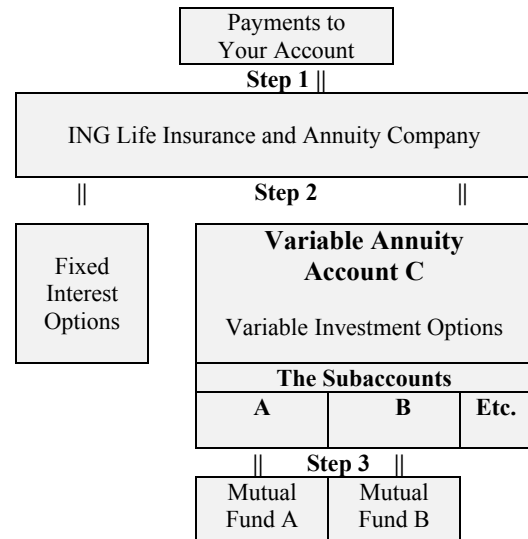 Payments to
Your Account
Step 1 ||
ING Life Insurance and Annuity Company
|| Step 2 ||
Fixed
Interest
Options
Variable Annuity
Account C
Variable Investment Options
The Subaccounts
A B Etc.
|| Step 3 ||
Mutual
Fund A
Mutual
Fund B